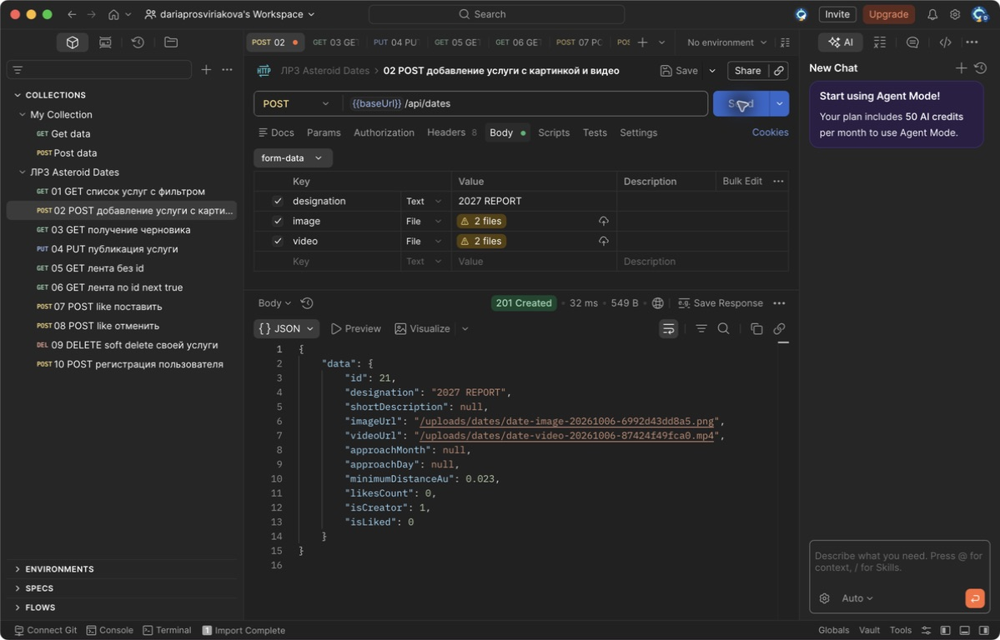 dariaprosviriakova's Workspace
Search
Invite
Upgrade
POST 02
GET 03 GE
PUT 04 PU
GET 05 GE
GET 06 GE
POST 07 PC
POS
No environment
AI
ЛР3 Asteroid Dates > 02 POST добавление услуги с картинкой и видео
Save
Share
New Chat
COLLECTIONS
My Collection
GET Get data
POST Post data
ЛР3 Asteroid Dates
GET 01 GET список услуг с фильтром
POST 02 POST добавление услуги с карти...
GET 03 GET получение черновика
PUT 04 PUT публикация услуги
GET 05 GET лента без id
GET 06 GET лента по id next true
POST 07 POST like поставить
POST 08 POST like отменить
DEL 09 DELETE soft delete своей услуги
POST 10 POST регистрация пользователя
ENVIRONMENTS
SPECS
FLOWS
POST
{{baseUrl}} /api/dates
Send
Docs Params Authorization Headers 8 Body Scripts Tests Settings Cookies
form-data
Key Value Description Bulk Edit
designation Text 2027 REPORT
image File 2 files
video File 2 files
Key Text Value Description
Body 201 Created 32 ms 549 B Save Response
{} JSON Preview Visualize
1 {
2 "data": {
3 "id": 21,
4 "designation": "2027 REPORT",
5 "shortDescription": null,
6 "imageUrl": "/uploads/dates/date-image-20261006-6992d43dd8a5.png",
7 "videoUrl": "/uploads/dates/date-video-20261006-87424f49fca0.mp4",
8 "approachMonth": null,
9 "approachDay": null,
10 "minimumDistanceAu": 0.023,
11 "likesCount": 0,
12 "isCreator": 1,
13 "isLiked": 0
14 }
15 }
16
Start using Agent Mode!
Your plan includes 50 AI credits
per month to use Agent Mode.
Describe what you need. Press @ for
context, / for Skills.
Auto
Connect Git Console Terminal 1 Import Complete
Globals Vault Tools